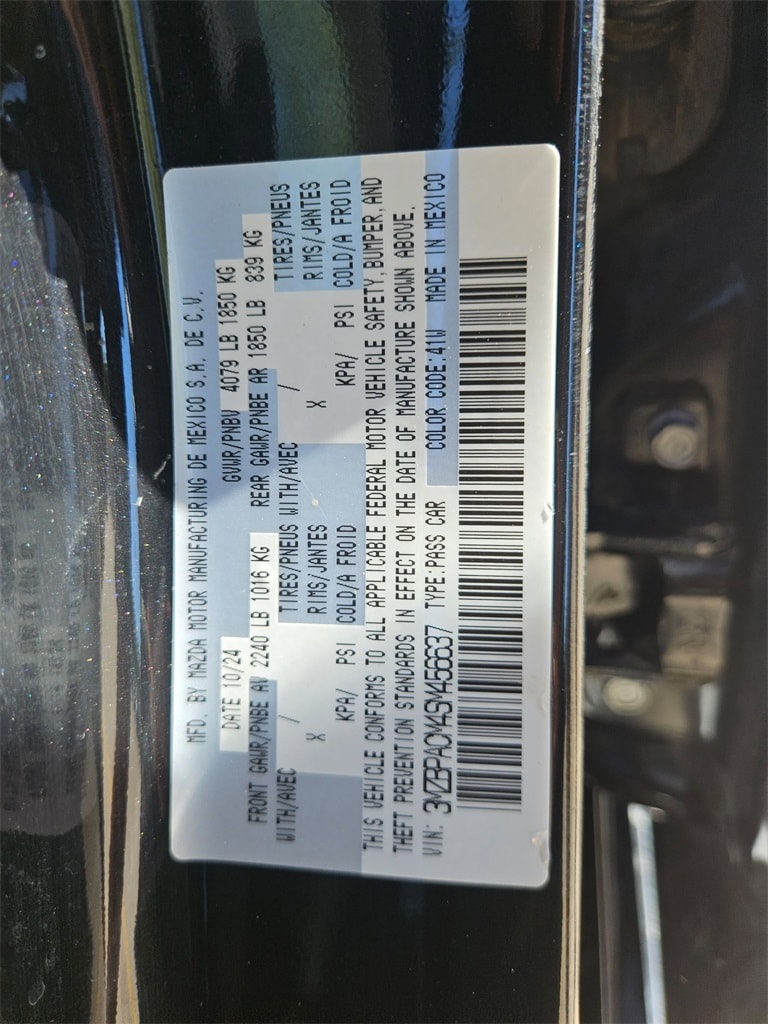 MFD. BY MAZDA MOTOR MANUFACTURING DE MEXICO S.A. DE C.V.
DATE 10/24 GVWR/PNBV 4079 LB 1850 KG
FRONT GAWR/PNBE AV 2240 LB 1016 KG REAR GAWR/PNBE AR 1850 LB 839 KG
WITH/AVEC / TIRES/PNEUS WITH/AVEC / TIRES/PNEUS
X RIMS/JANTES X RIMS/JANTES
KPA/ PSI COLD/A FROID KPA/ PSI COLD/A FROID
THIS VEHICLE CONFORMS TO ALL APPLICABLE FEDERAL MOTOR VEHICLE SAFETY, BUMPER, AND
THEFT PREVENTION STANDARDS IN EFFECT ON THE DATE OF MANUFACTURE SHOWN ABOVE.
VIN: 3MZBPACM4SM456637 TYPE:PASS CAR COLOR CODE:41W MADE IN MEXICO